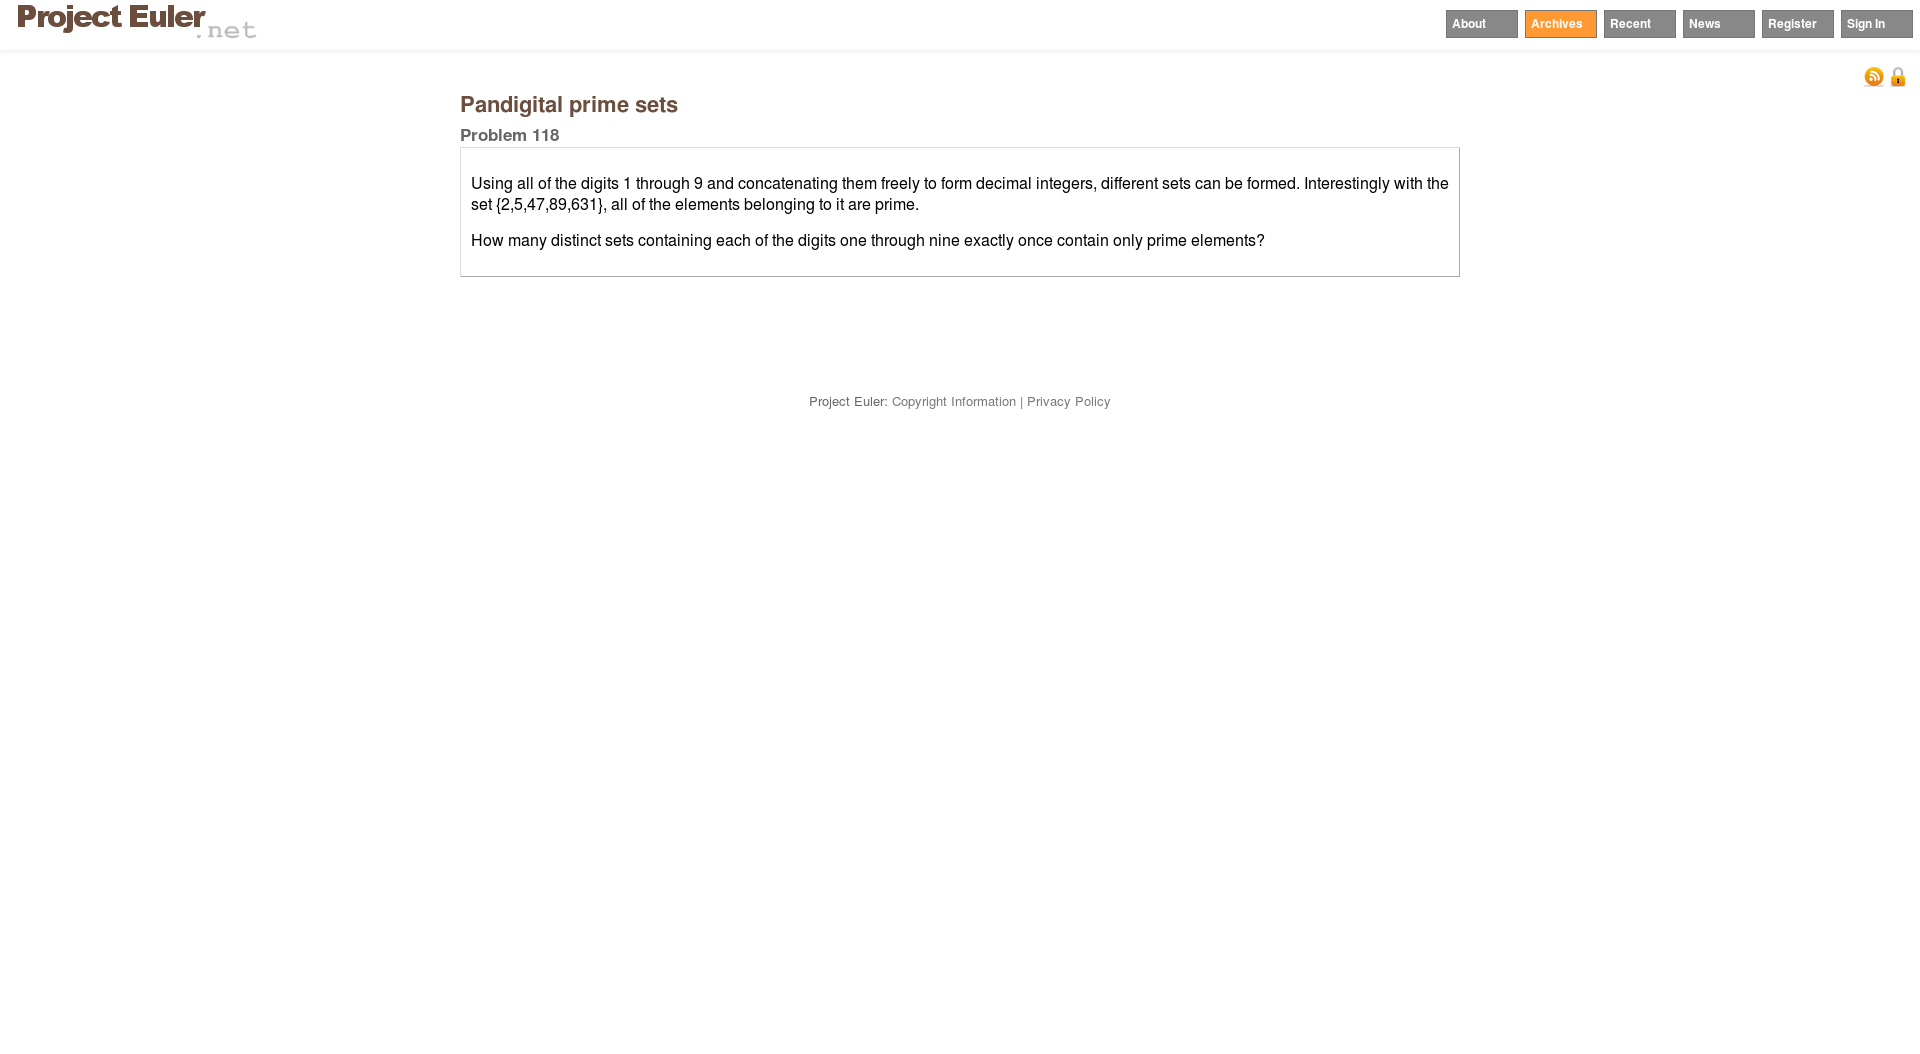 Project Euler.net
About Archives Recent News Register Sign In
Pandigital prime sets
Problem 118
Using all of the digits 1 through 9 and concatenating them freely to form decimal integers, different sets can be formed. Interestingly with the
set {2,5,47,89,631}, all of the elements belonging to it are prime.
How many distinct sets containing each of the digits one through nine exactly once contain only prime elements?
Project Euler: Copyright Information | Privacy Policy